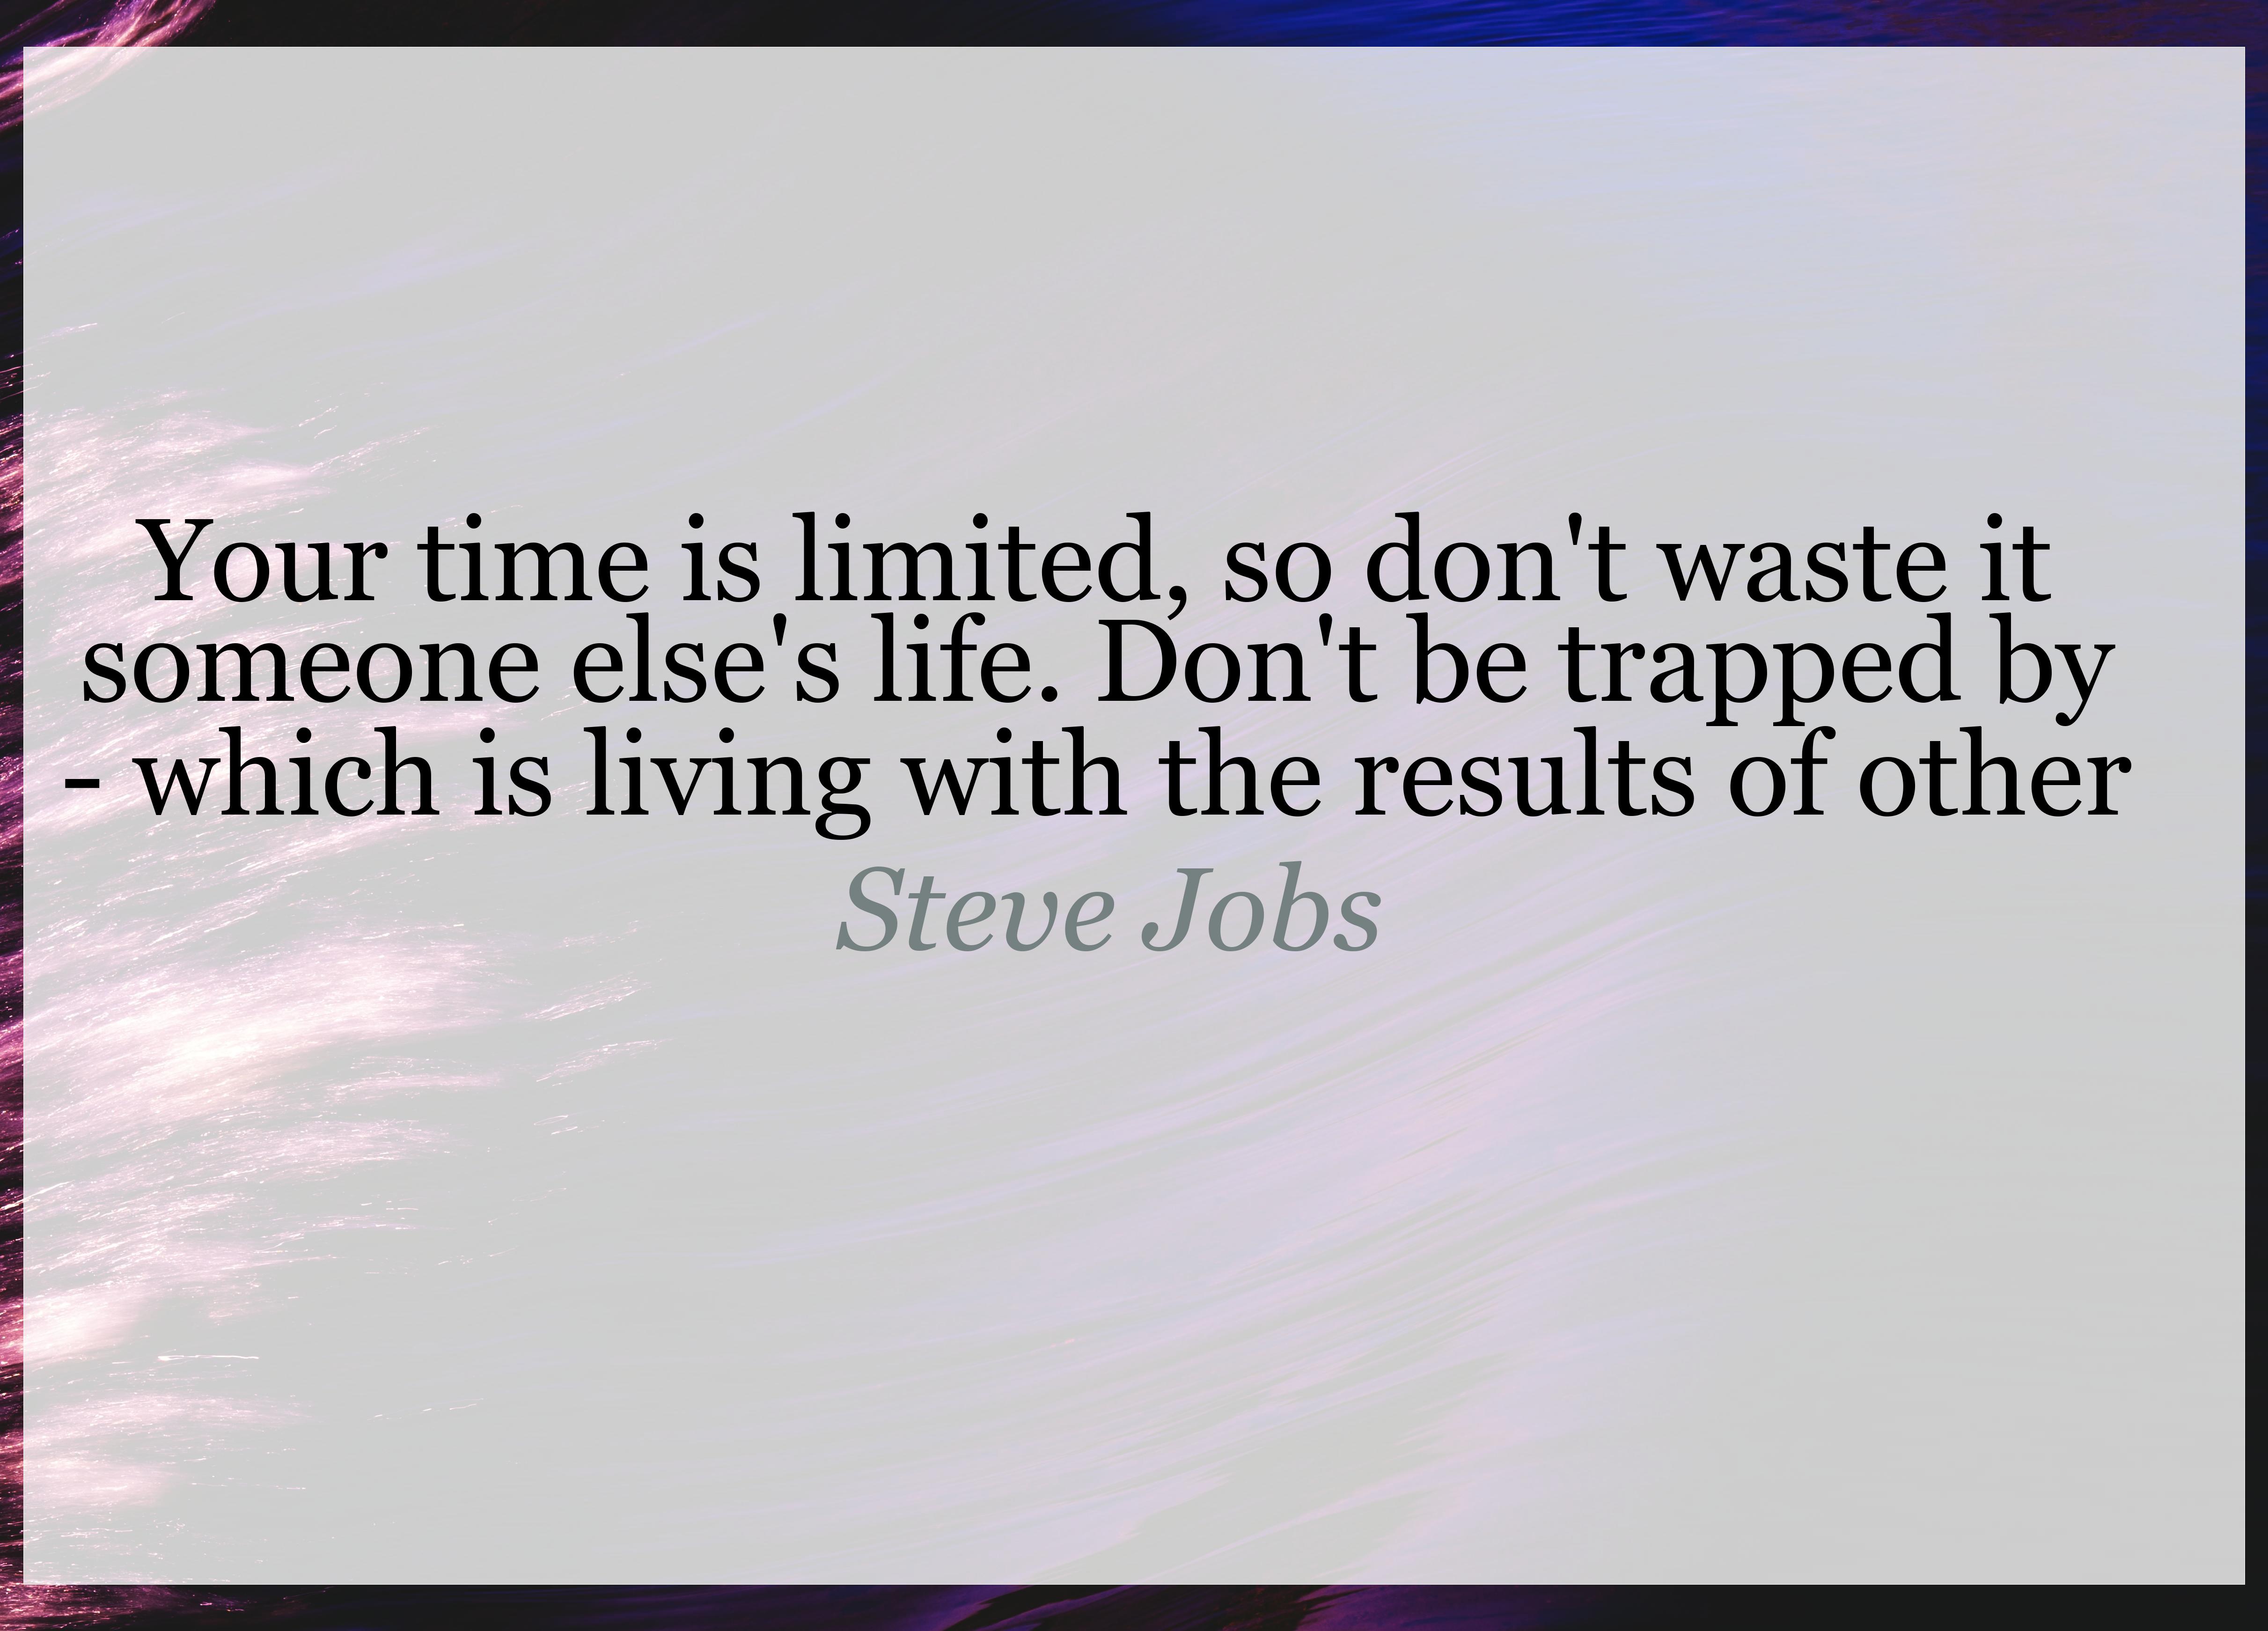 Your time is limited, so don't waste it
someone else's life. Don't be trapped by
- which is living with the results of other
Steve Jobs